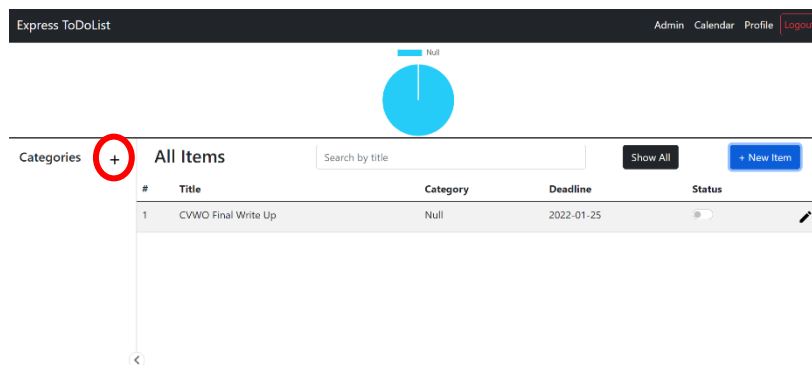 Express ToDoList Admin Calendar Profile Logout
Null
Categories + All Items Search by title Show All + New Item
# Title Category Deadline Status
1 CVWO Final Write Up Null 2022-01-25